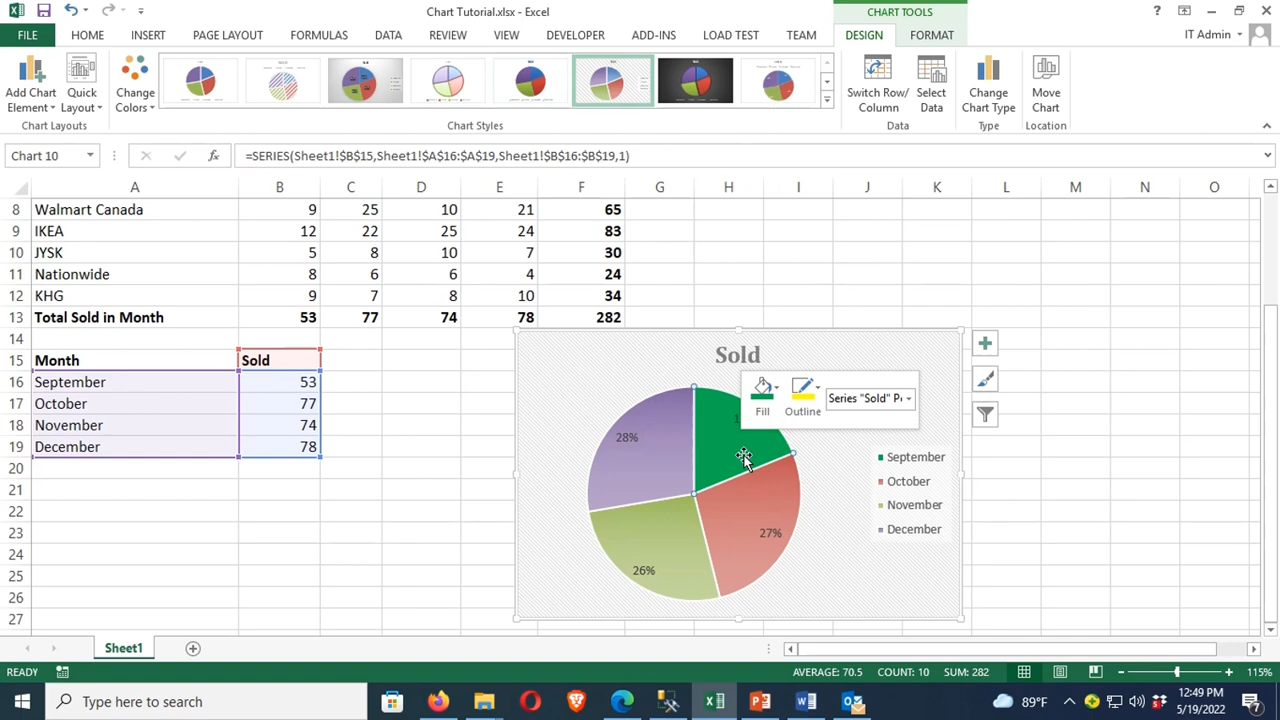 Chart Tutorial.xlsx - Excel
CHART TOOLS
?
FILE HOME INSERT PAGE LAYOUT FORMULAS DATA REVIEW VIEW DEVELOPER ADD-INS LOAD TEST TEAM DESIGN FORMAT IT Admin
Add Chart Element
Quick Layout
Change Colors
Switch Row/ Column
Select Data
Change Chart Type
Move Chart
Chart Layouts Chart Styles Data Type Location
Chart 10 fx =SERIES(Sheet1!$B$15,Sheet1!$A$16:$A$19,Sheet1!$B$16:$B$19,1)
A B C D E F G H I J K L M N O
8 Walmart Canada 9 25 10 21 65
9 IKEA 12 22 25 24 83
10 JYSK 5 8 10 7 30
11 Nationwide 8 6 6 4 24
12 KHG 9 7 8 10 34
13 Total Sold in Month 53 77 74 78 282
14
15 Month Sold
16 September 53
17 October 77
18 November 74
19 December 78
20
21
22
23
24
25
26
27
Sold
Fill Outline Series "Sold" P
28%
27%
26%
September
October
November
December
Sheet1
READY AVERAGE: 70.5 COUNT: 10 SUM: 282 115%
Type here to search
89°F
12:49 PM
5/19/2022
7